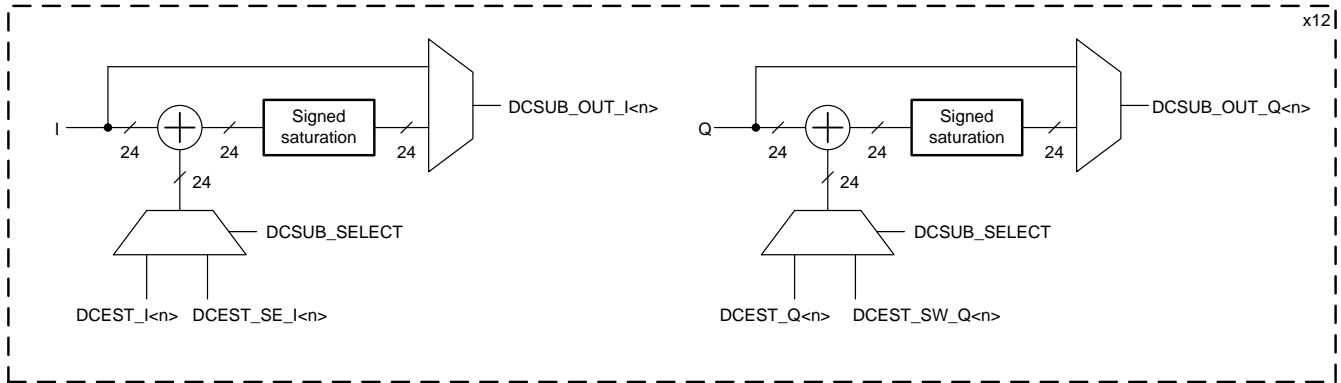 x12
Signed
saturation
DCSUB_OUT_I<n>
I
24
24
24
24
DCSUB_SELECT
DCEST_I<n>
DCEST_SE_I<n>
Signed
saturation
DCSUB_OUT_Q<n>
Q
24
24
24
24
DCSUB_SELECT
DCEST_Q<n>
DCEST_SW_Q<n>